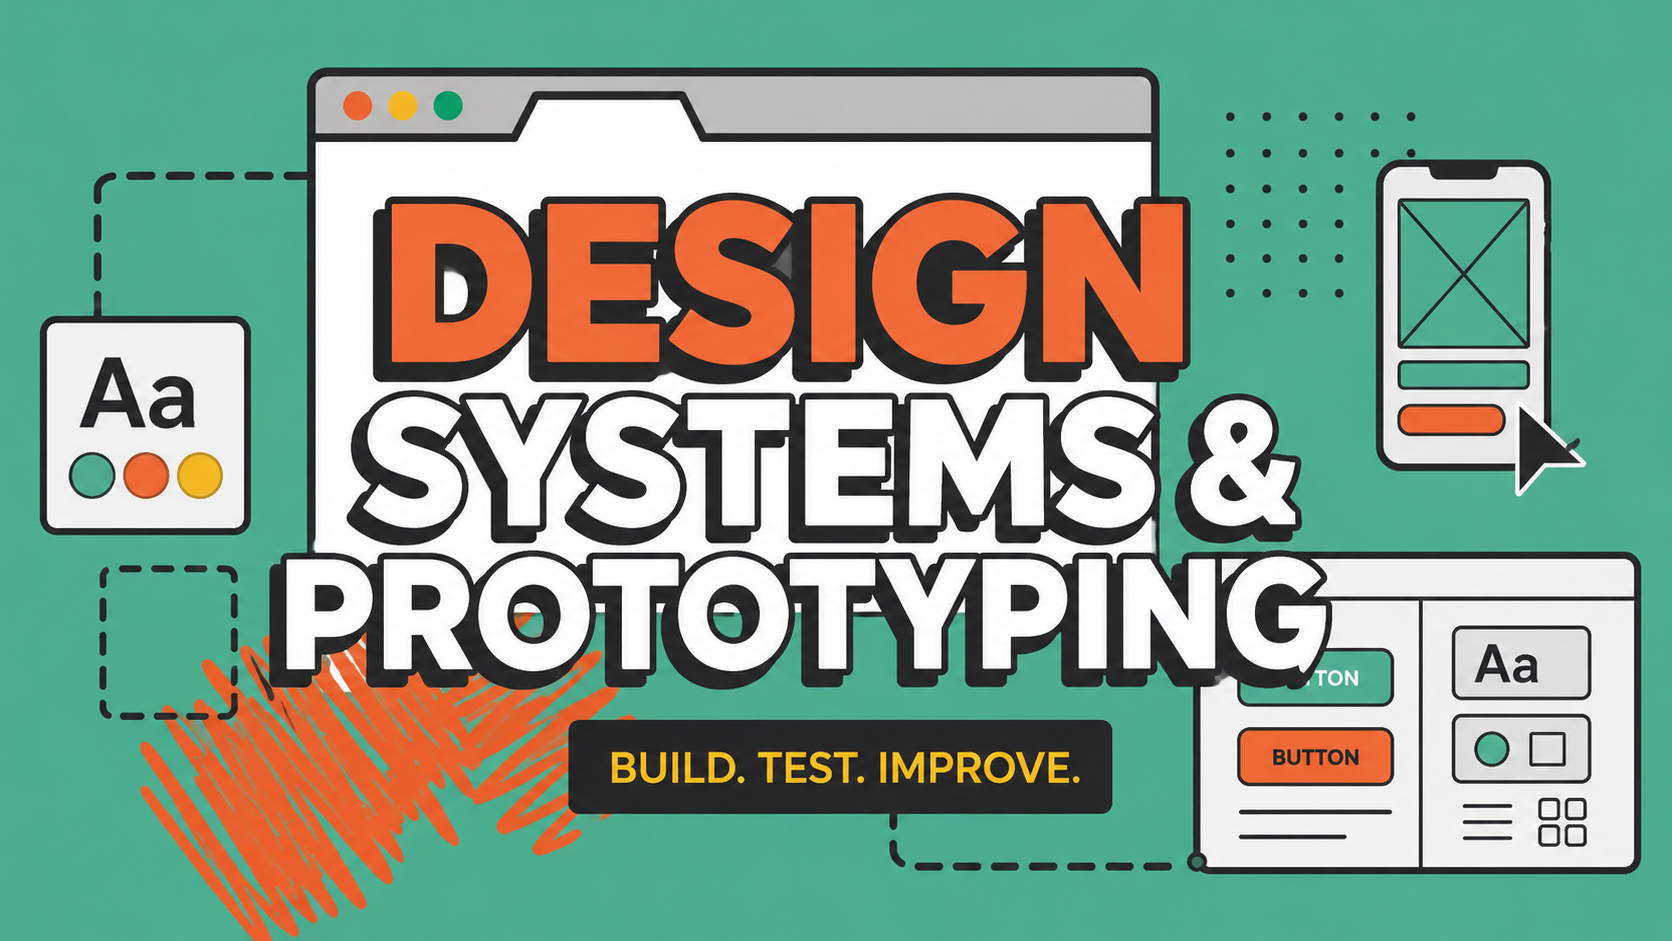 DESIGN
SYSTEMS &
PROTOTYPING
BUILD. TEST. IMPROVE.
Aa
BUTTON
Aa